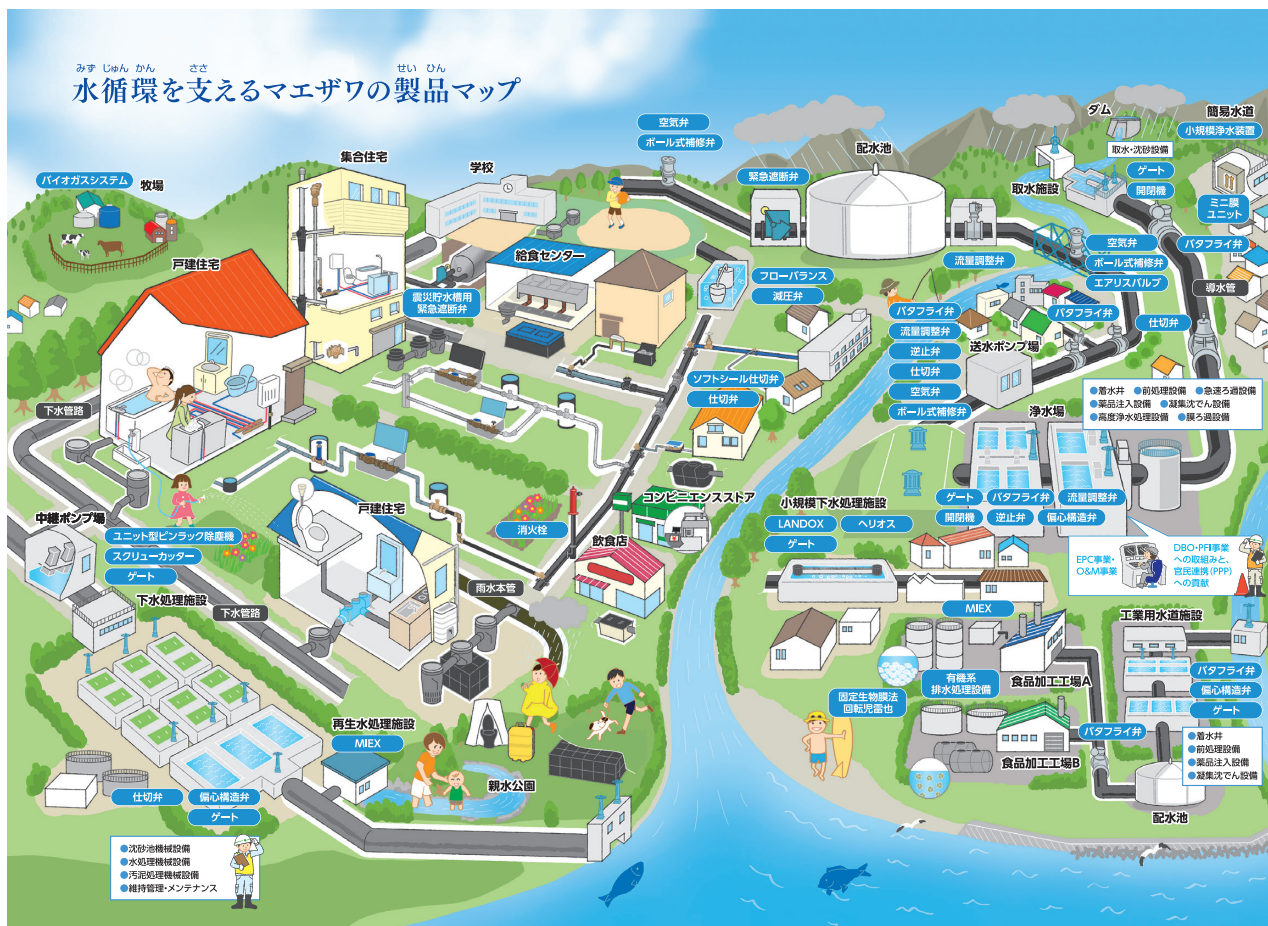 みず じゅん かん ささ せい ひん
水循環を支えるマエザワの製品マップ
バイオガスシステム
牧場
集合住宅
学校
空気弁
ボール式補修弁
緊急遮断弁
配水池
ダム
取水・沈砂設備
取水施設
ゲート
開閉機
簡易水道
小規模浄水装置
ミニ膜
ユニット
バタフライ弁
導水管
戸建住宅
震災貯水槽用
緊急遮断弁
給食センター
フローバランス
減圧弁
流量調整弁
空気弁
ボール式補修弁
エアリスバルブ
バタフライ弁
仕切弁
バタフライ弁
流量調整弁
逆止弁
仕切弁
空気弁
ボール式補修弁
送水ポンプ場
ソフトシール仕切弁
仕切弁
●着水井 ●前処理設備 ●急速ろ過設備
●薬品注入設備 ●凝集沈でん設備
●高度浄水処理設備 ●膜ろ過設備
浄水場
ゲート
バタフライ弁
流量調整弁
開閉機
逆止弁
偏心構造弁
EPC事業・
O&M事業
DBO・PFI事業
への取組みと、
官民連携(PPP)
への貢献
下水管路
中継ポンプ場
ユニット型ピンラック除塵機
スクリューカッター
ゲート
戸建住宅
消火栓
コンビニエンスストア
飲食店
雨水本管
小規模下水処理施設
LANDOX
ヘリオス
ゲート
MIEX
有機系
排水処理設備
固定生物膜法
回転児雷也
食品加工工場A
食品加工工場B
バタフライ弁
工業用水道施設
バタフライ弁
偏心構造弁
ゲート
●着水井
●前処理設備
●薬品注入設備
●凝集沈でん設備
配水池
下水処理施設
下水管路
再生水処理施設
MIEX
親水公園
仕切弁
偏心構造弁
ゲート
●沈砂池機械設備
●水処理機械設備
●汚泥処理機械設備
●維持管理・メンテナンス